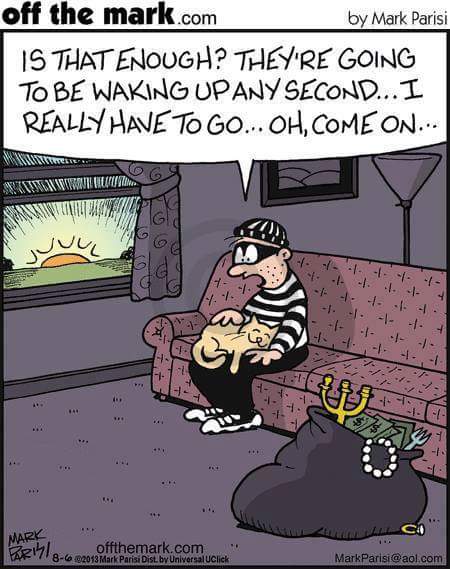 off the mark.com by Mark Parisi
IS THAT ENOUGH? THEY'RE GOING
TO BE WAKING UP ANY SECOND... I
REALLY HAVE TO GO... OH, COME ON...
MARK
PARISI
8-6 ©2013 Mark Parisi Dist. by Universal UClick
offthemark.com
MarkParisi@aol.com